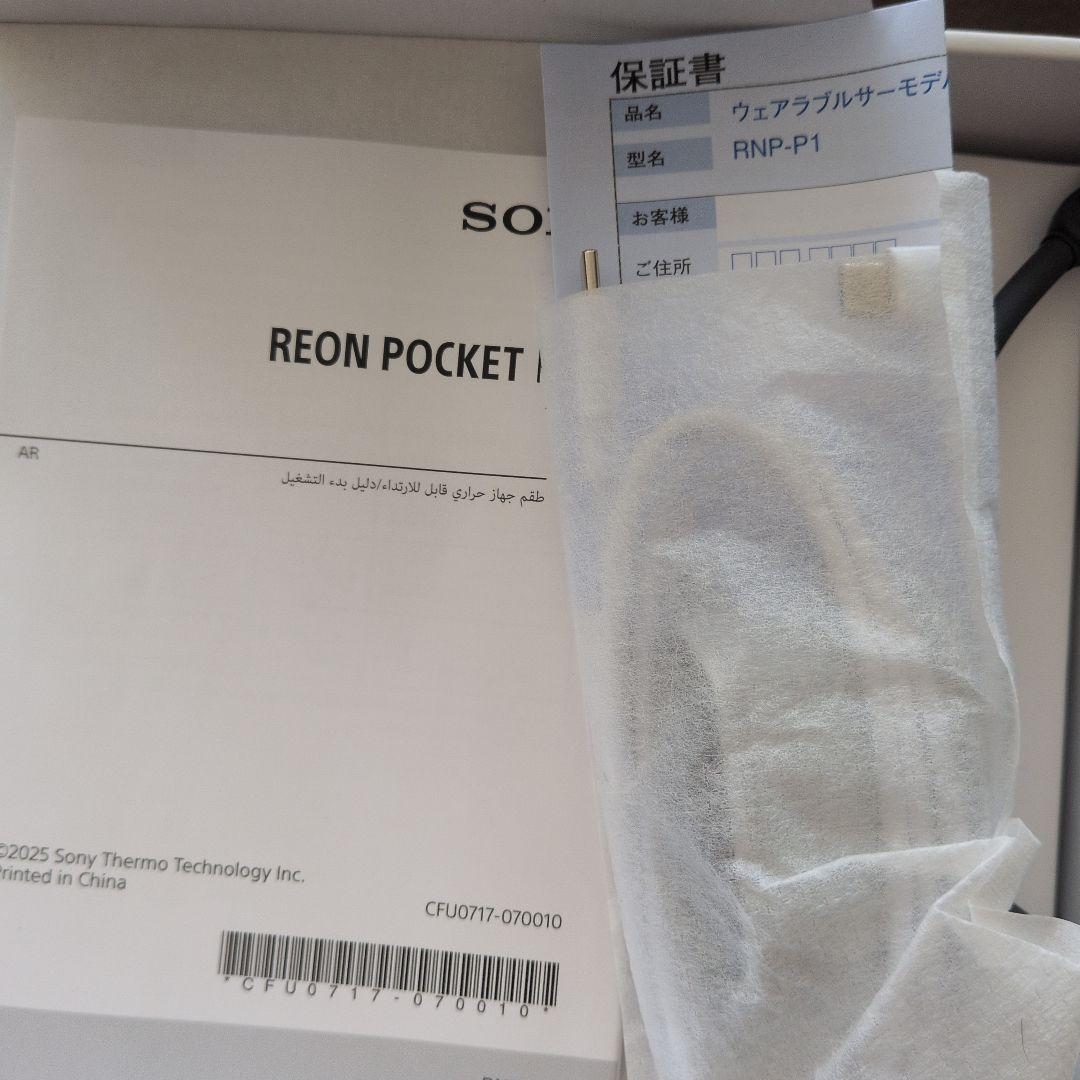 保証書
品名 ウェアラブルサーモデ
型名 RNP-P1
お客様
ご住所
SO
REON POCKET
AR
طقم جهاز حراري قابل للارتداء/دليل بدء التشغيل
©2025 Sony Thermo Technology Inc.
Printed in China
CFU0717-070010
*CFU0717-070010*